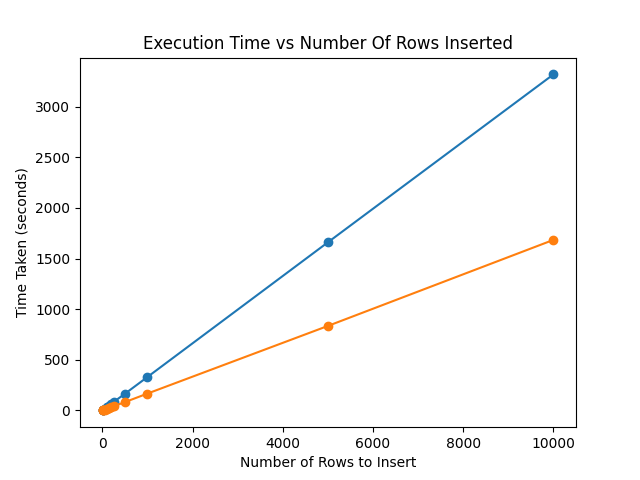 Execution Time vs Number Of Rows Inserted
3000
2500
2000
1500
1000
500
0
Time Taken (seconds)
0 2000 4000 6000 8000 10000
Number of Rows to Insert